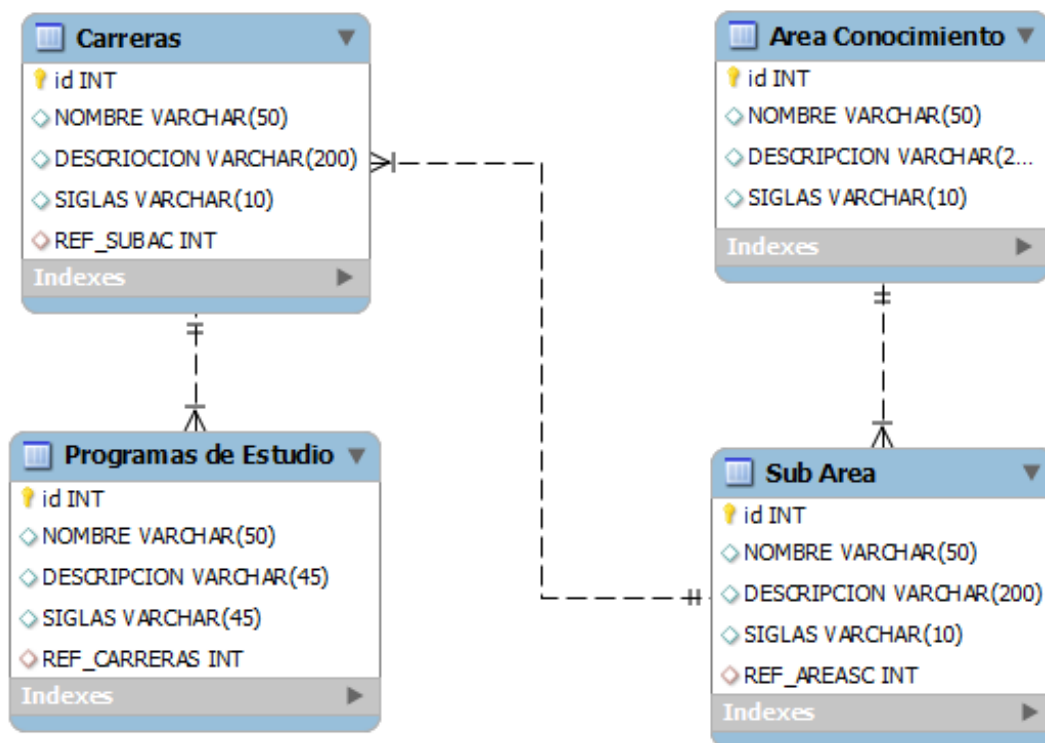 Carreras
id INT
NOMBRE VARCHAR(50)
DESCRIOCION VARCHAR(200)
SIGLAS VARCHAR(10)
REF_SUBAC INT
Indexes
Area Conocimiento
id INT
NOMBRE VARCHAR(50)
DESCRIPCION VARCHAR(2...
SIGLAS VARCHAR(10)
Indexes
Programas de Estudio
id INT
NOMBRE VARCHAR(50)
DESCRIPCION VARCHAR(45)
SIGLAS VARCHAR(45)
REF_CARRERAS INT
Indexes
Sub Area
id INT
NOMBRE VARCHAR(50)
DESCRIPCION VARCHAR(200)
SIGLAS VARCHAR(10)
REF_AREASC INT
Indexes